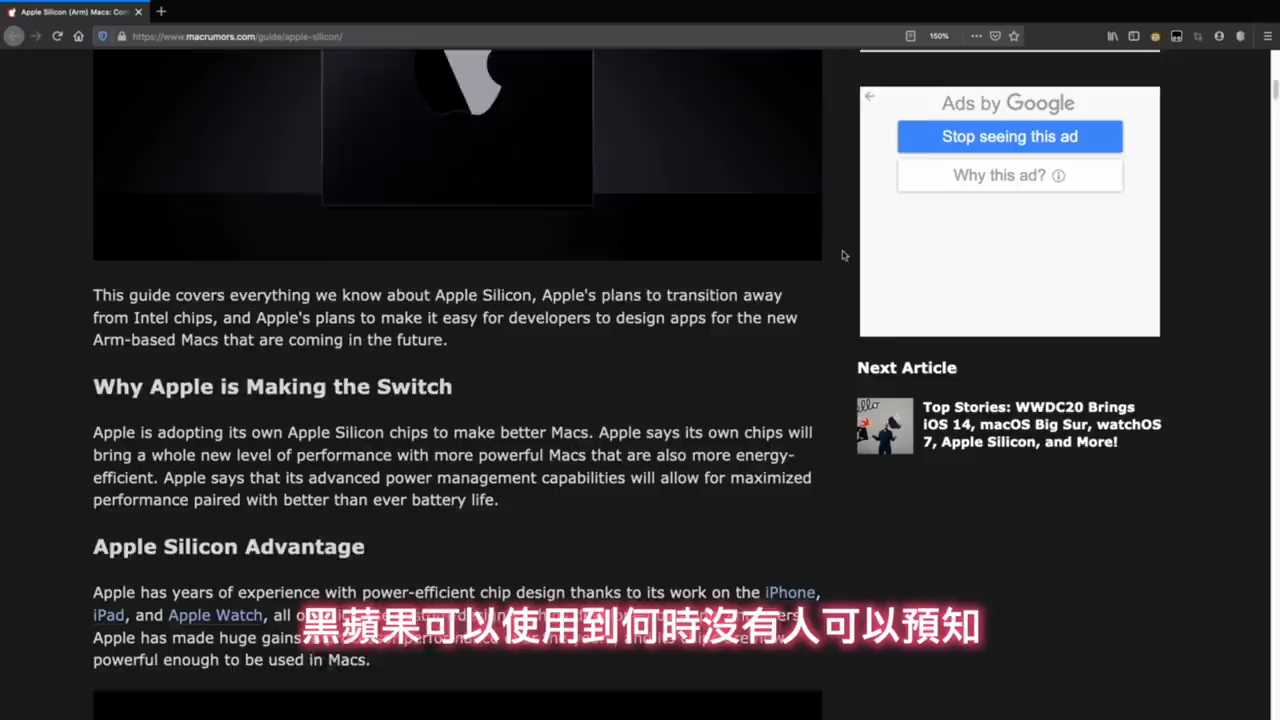 Apple Silicon (Arm) Macs: Com
https://www.macrumors.com/guide/apple-silicon/
150%
Ads by Google
Stop seeing this ad
Why this ad?
This guide covers everything we know about Apple Silicon, Apple's plans to transition away
from Intel chips, and Apple's plans to make it easy for developers to design apps for the new
Arm-based Macs that are coming in the future.
Next Article
Top Stories: WWDC20 Brings
iOS 14, macOS Big Sur, watchOS
7, Apple Silicon, and More!
Why Apple is Making the Switch
Apple is adopting its own Apple Silicon chips to make better Macs. Apple says its own chips will
bring a whole new level of performance with more powerful Macs that are also more energy-
efficient. Apple says that its advanced power management capabilities will allow for maximized
performance paired with better than ever battery life.
Apple Silicon Advantage
Apple has years of experience with power-efficient chip design thanks to its work on the iPhone,
iPad, and Apple Watch, all
Apple has made huge gains
powerful enough to be used in Macs.
黑蘋果可以使用到何時沒有人可以預知